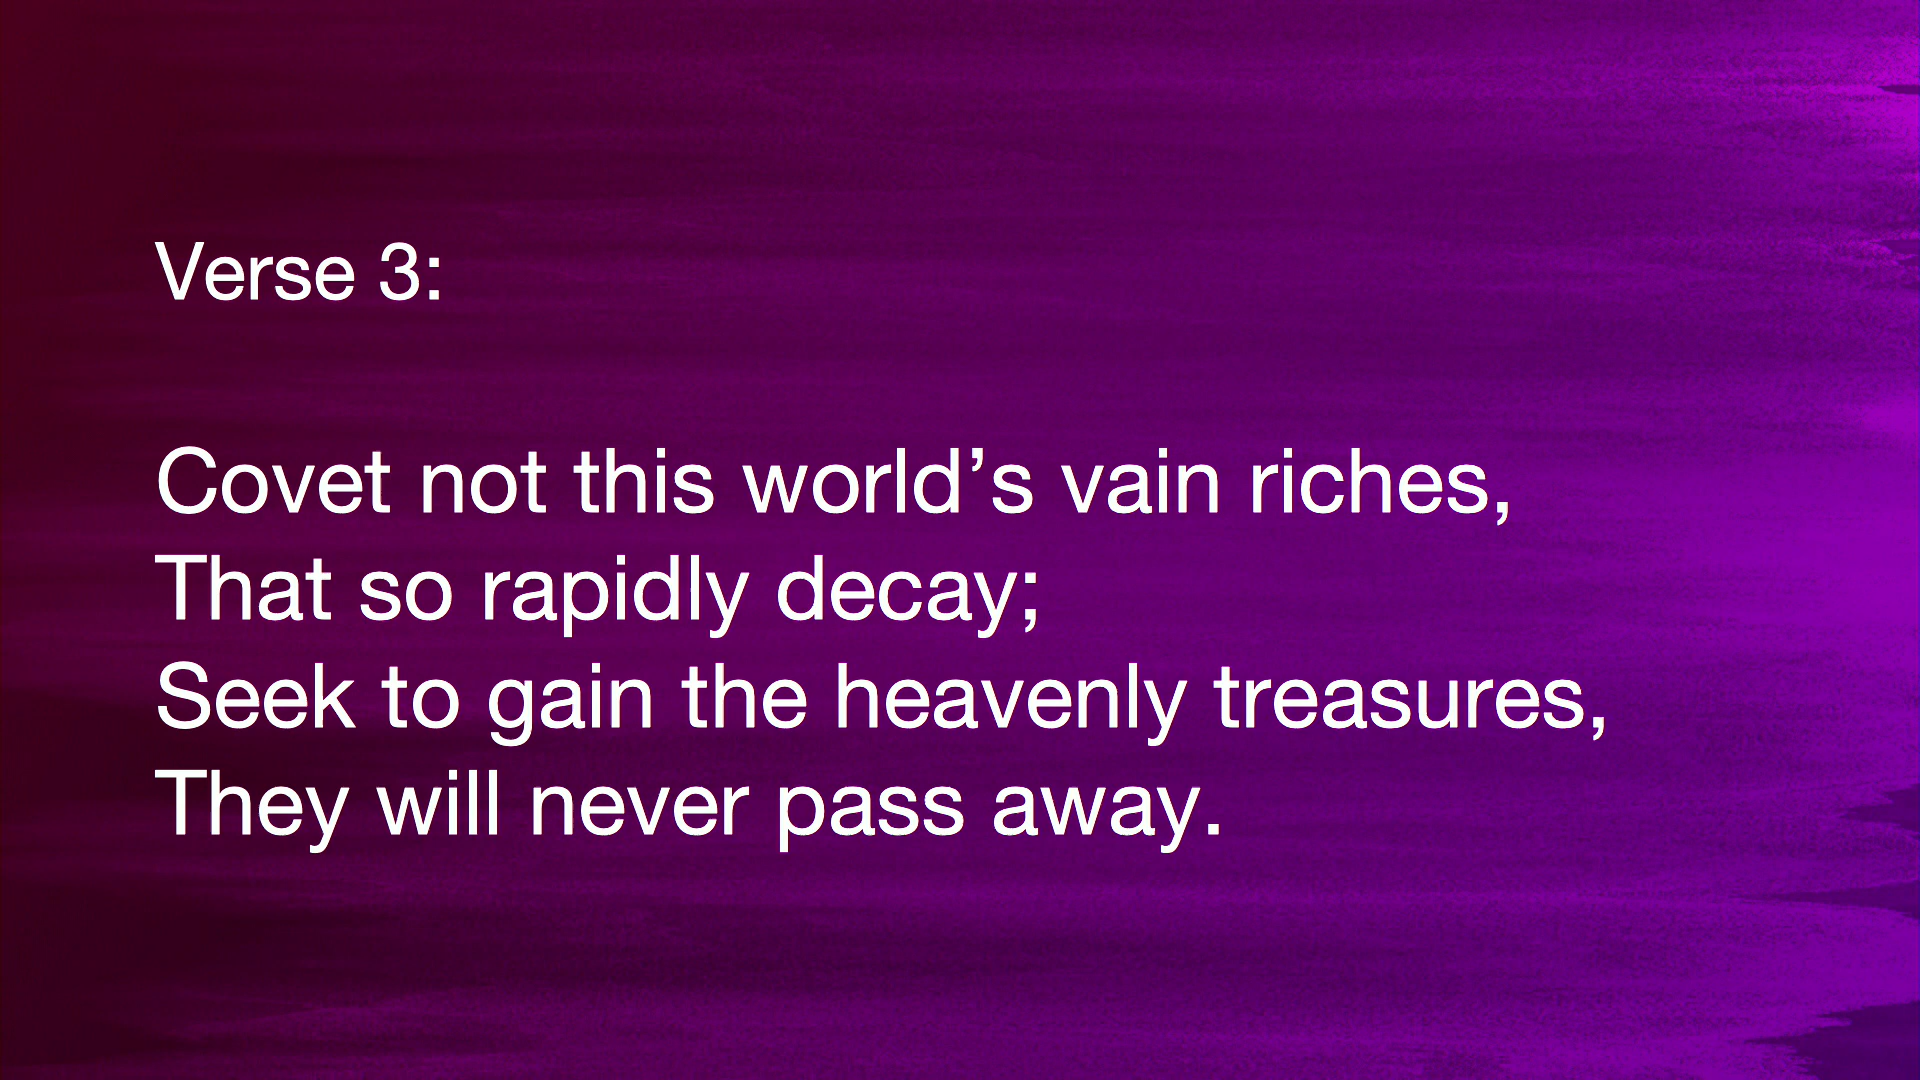 Verse 3:
Covet not this world’s vain riches,
That so rapidly decay;
Seek to gain the heavenly treasures,
They will never pass away.